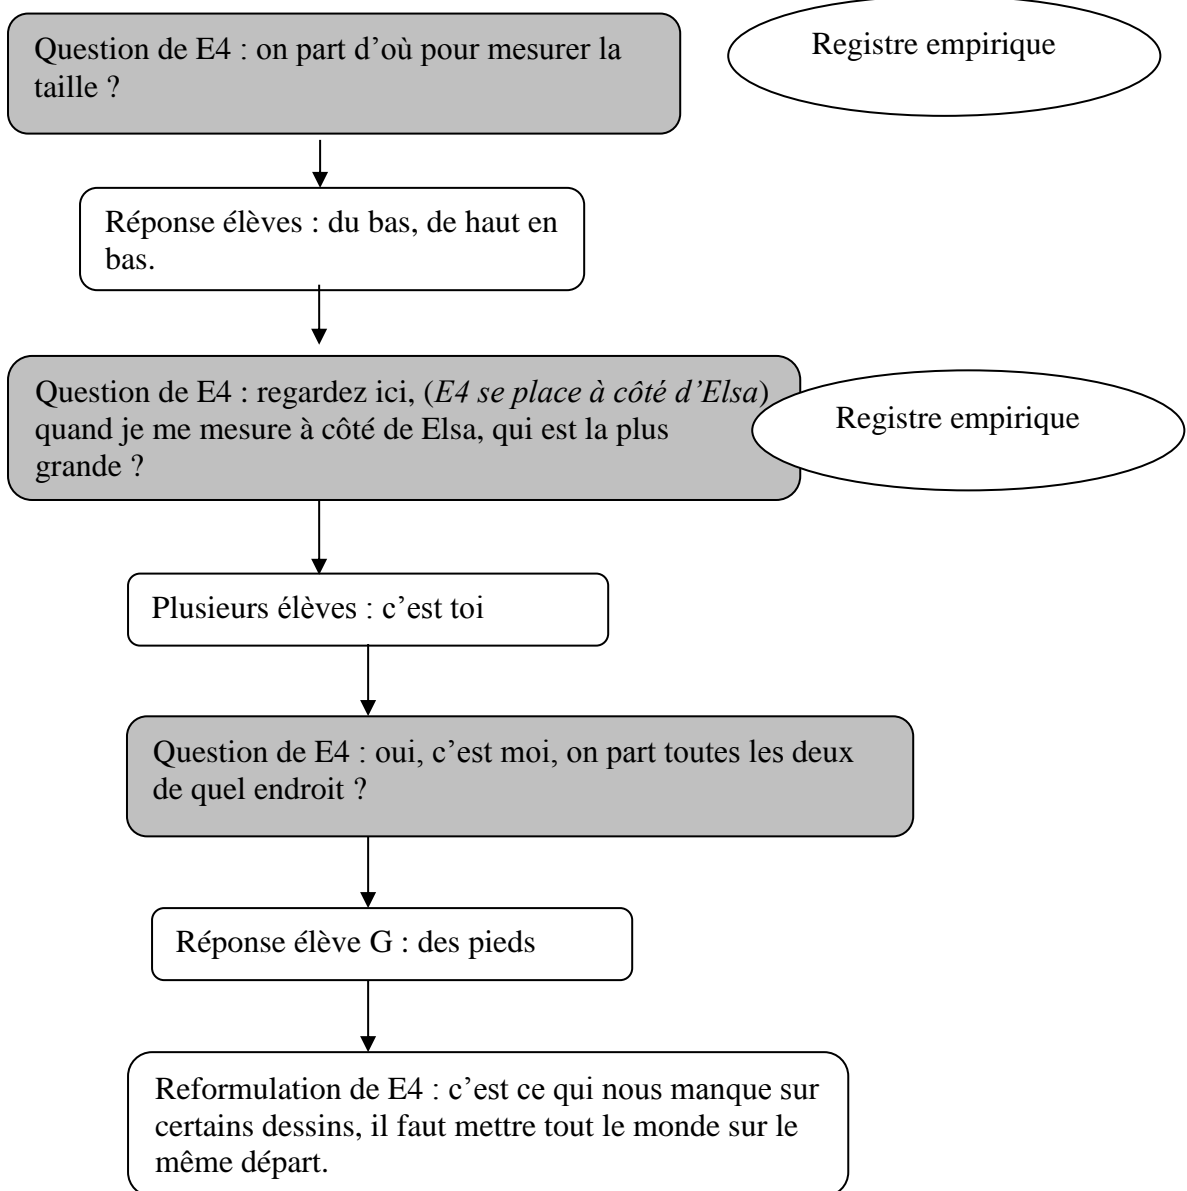 Question de E4 : on part d’où pour mesurer la
taille ?
Registre empirique
Réponse élèves : du bas, de haut en
bas.
Question de E4 : regardez ici, (E4 se place à côté d’Elsa)
quand je me mesure à côté de Elsa, qui est la plus
grande ?
Registre empirique
Plusieurs élèves : c’est toi
Question de E4 : oui, c’est moi, on part toutes les deux
de quel endroit ?
Réponse élève G : des pieds
Reformulation de E4 : c’est ce qui nous manque sur
certains dessins, il faut mettre tout le monde sur le
même départ.